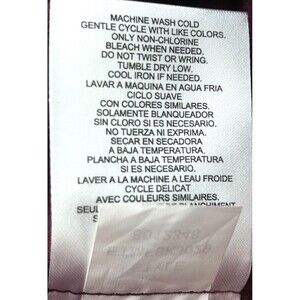 MACHINE WASH COLD
GENTLE CYCLE WITH LIKE COLORS.
ONLY NON-CHLORINE
BLEACH WHEN NEEDED.
DO NOT TWIST OR WRING.
TUMBLE DRY LOW.
COOL IRON IF NEEDED.
LAVAR A MAQUINA EN AGUA FRIA
CICLO SUAVE
CON COLORES SIMILARES.
SOLAMENTE BLANQUEADOR
SIN CLORO SI ES NECESARIO.
NO TUERZA NI EXPRIMA.
SECAR EN SECADORA
A BAJA TEMPERATURA.
PLANCHA A BAJA TEMPERATURA
SI ES NECESARIO.
LAVER A LA MACHINE A LEAU FROIDE
CYCLE DELICAT
AVEC COULEURS SIMILAIRES.